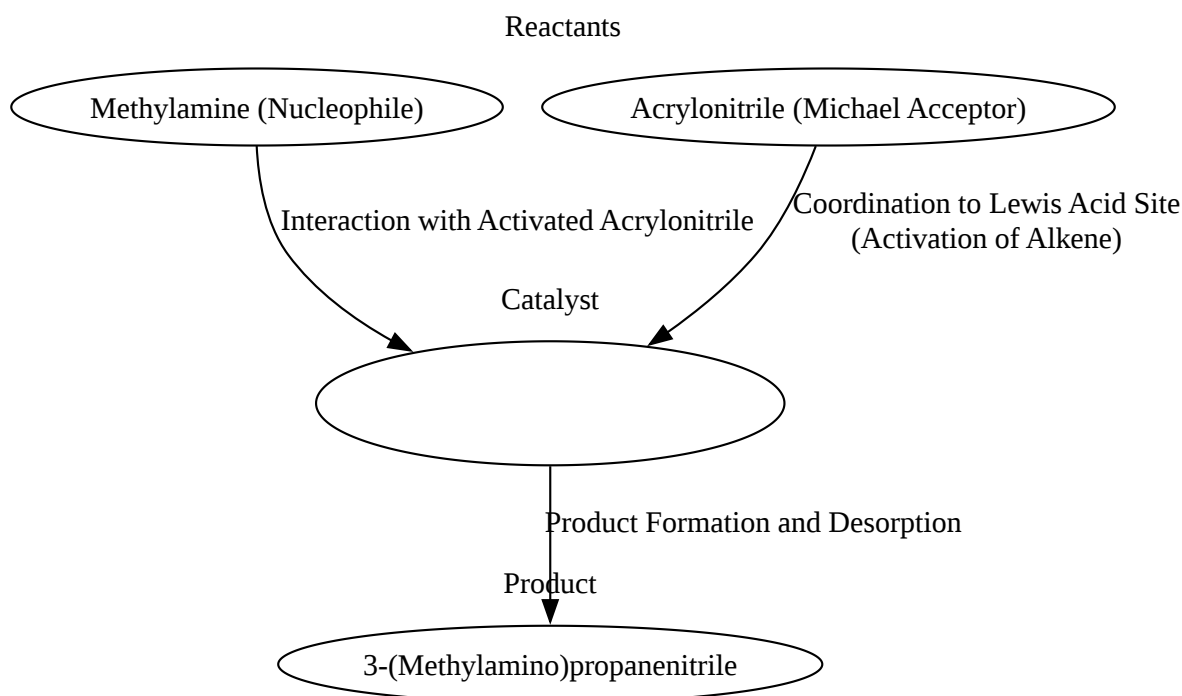 Reactants
Methylamine (Nucleophile)
Acrylonitrile (Michael Acceptor)
Interaction with Activated Acrylonitrile
Coordination to Lewis Acid Site
(Activation of Alkene)
Catalyst
Product Formation and Desorption
Product
3-(Methylamino)propanenitrile